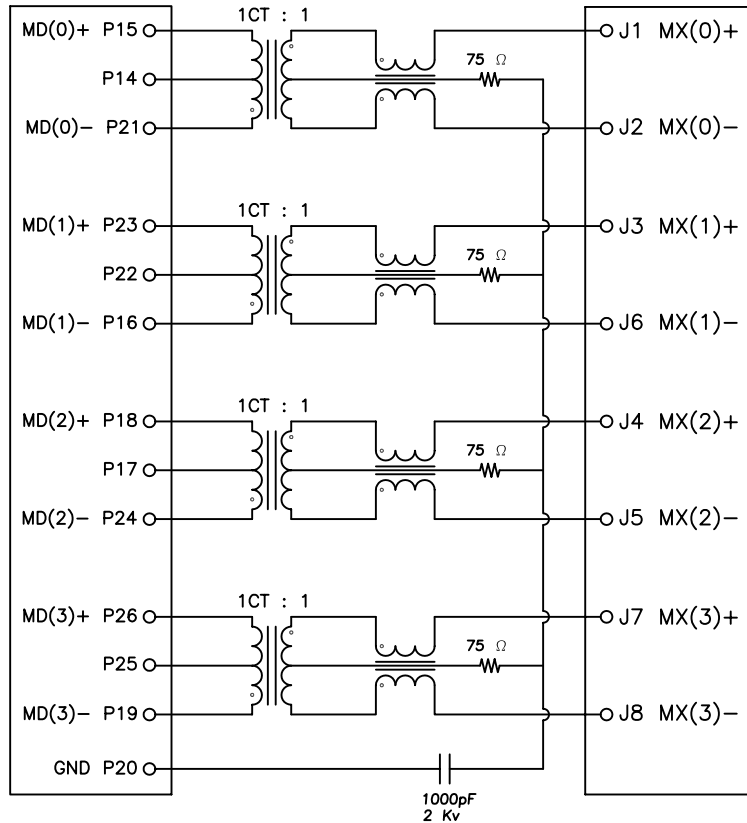 1CT : 1
MD(0)+ P15 J1 MX(0)+
75 Ω
P14
MD(0)− P21 J2 MX(0)−
1CT : 1
MD(1)+ P23 J3 MX(1)+
75 Ω
P22
MD(1)− P16 J6 MX(1)−
1CT : 1
MD(2)+ P18 J4 MX(2)+
75 Ω
P17
MD(2)− P24 J5 MX(2)−
1CT : 1
MD(3)+ P26 J7 MX(3)+
75 Ω
P25
MD(3)− P19 J8 MX(3)−
GND P20
1000pF
2 Kv